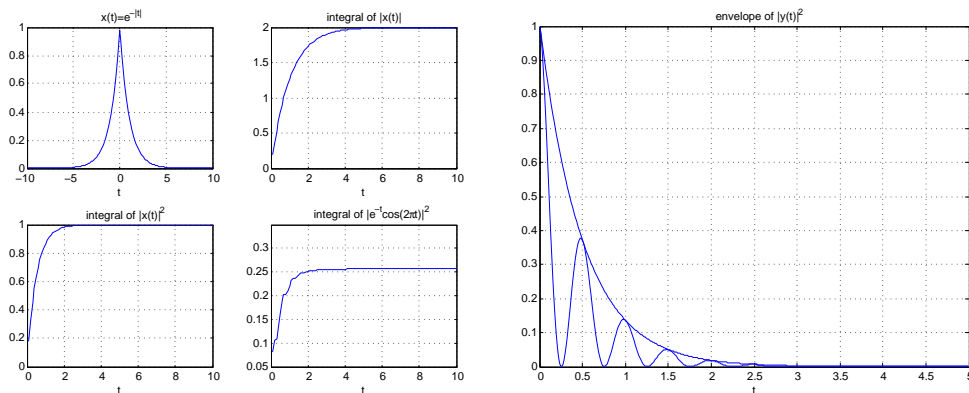 x(t)=e^{-|t|}
1
0.8
0.6
0.4
0.2
0
−10 −5 0 5 10
t
integral of |x(t)|
2
1.5
1
0.5
0
0 2 4 6 8 10
t
integral of |x(t)|²
1
0.8
0.6
0.4
0.2
0
0 2 4 6 8 10
t
integral of |e^{-t}cos(2πt)|²
0.35
0.3
0.25
0.2
0.15
0.1
0.05
0 2 4 6 8 10
t
envelope of |y(t)|²
1
0.9
0.8
0.7
0.6
0.5
0.4
0.3
0.2
0.1
0
0 0.5 1 1.5 2 2.5 3 3.5 4 4.5 5
t